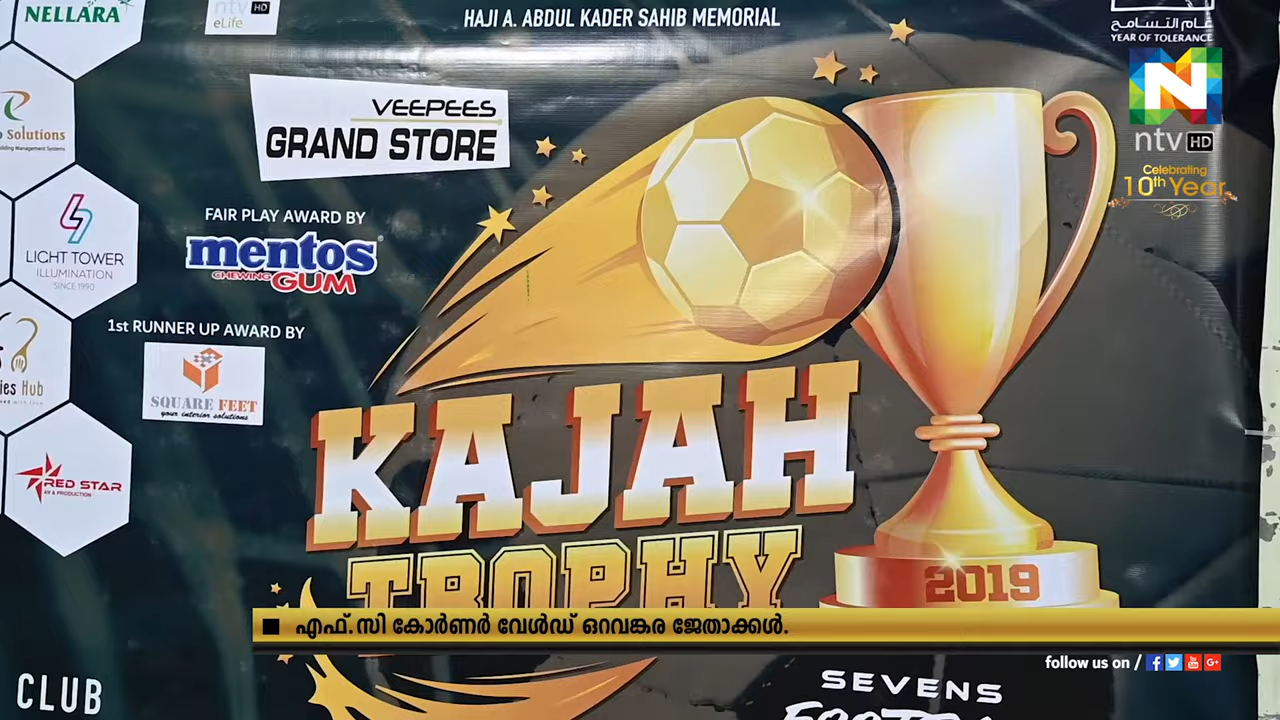 NELLARA
ntv HD
eLife
HAJI A. ABDUL KADER SAHIB MEMORIAL
عام التسامح
YEAR OF TOLERANCE
ntv HD
Celebrating
10th Year
Solutions
VEEPEES
GRAND STORE
LIGHT TOWER
ILLUMINATION
SINCE 1990
FAIR PLAY AWARD BY
mentos
CHEWING GUM
1st RUNNER UP AWARD BY
SQUARE FEET
your interior solutions
Hub
RED STAR
AV & PRODUCTION
KAJAH
TROPHY
2019
എഫ്.സി കോർണർ വേൾഡ് ഒറവങ്കര ജേതാക്കൾ.
follow us on /
CLUB
SEVENS